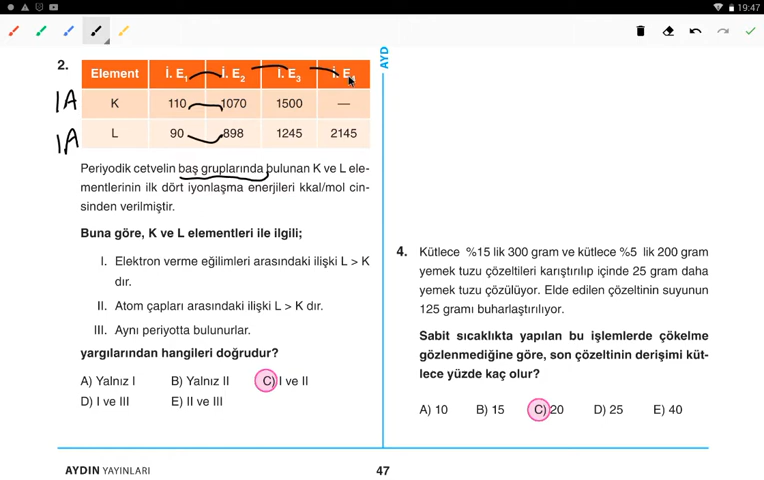 19:47
2.
Element İ. E1 İ. E2 İ. E3 İ. E4
1A K 110 1070 1500 —
1A L 90 898 1245 2145
Periyodik cetvelin baş gruplarında bulunan K ve L ele-
mentlerinin ilk dört iyonlaşma enerjileri kkal/mol cin-
sinden verilmiştir.
Buna göre, K ve L elementleri ile ilgili;
I. Elektron verme eğilimleri arasındaki ilişki L > K
dır.
II. Atom çapları arasındaki ilişki L > K dır.
III. Aynı periyotta bulunurlar.
yargılarından hangileri doğrudur?
A) Yalnız I B) Yalnız II C) I ve II
D) I ve III E) II ve III
AYD
4. Kütlece %15 lik 300 gram ve kütlece %5 lik 200 gram
yemek tuzu çözeltileri karıştırılıp içinde 25 gram daha
yemek tuzu çözülüyor. Elde edilen çözeltinin suyunun
125 gramı buharlaştırılıyor.
Sabit sıcaklıkta yapılan bu işlemlerde çökelme
gözlenmediğine göre, son çözeltinin derişimi küt-
lece yüzde kaç olur?
A) 10 B) 15 C) 20 D) 25 E) 40
AYDIN YAYINLARI
47